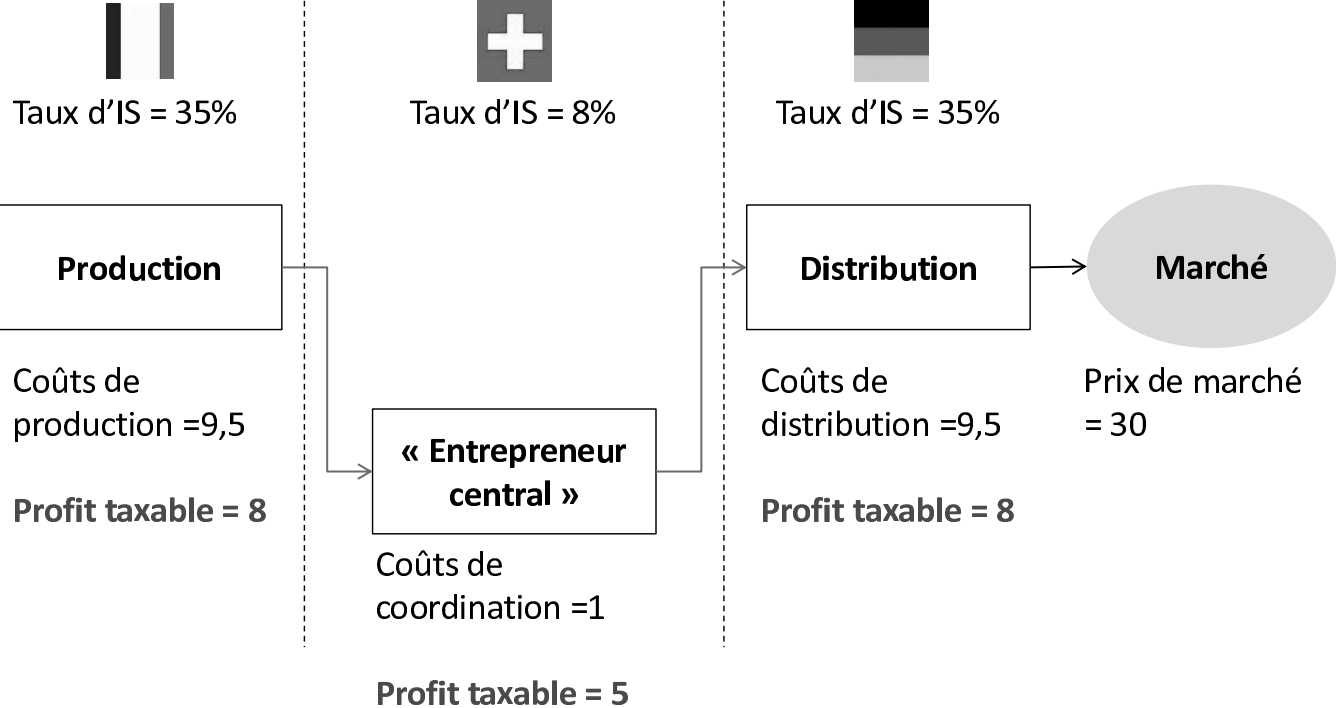 Taux d’IS = 35%
Taux d’IS = 8%
Taux d’IS = 35%
Production
Distribution
Marché
Coûts de
production =9,5
Profit taxable = 8
« Entrepreneur
central »
Coûts de
coordination =1
Profit taxable = 5
Coûts de
distribution =9,5
Profit taxable = 8
Prix de marché
= 30